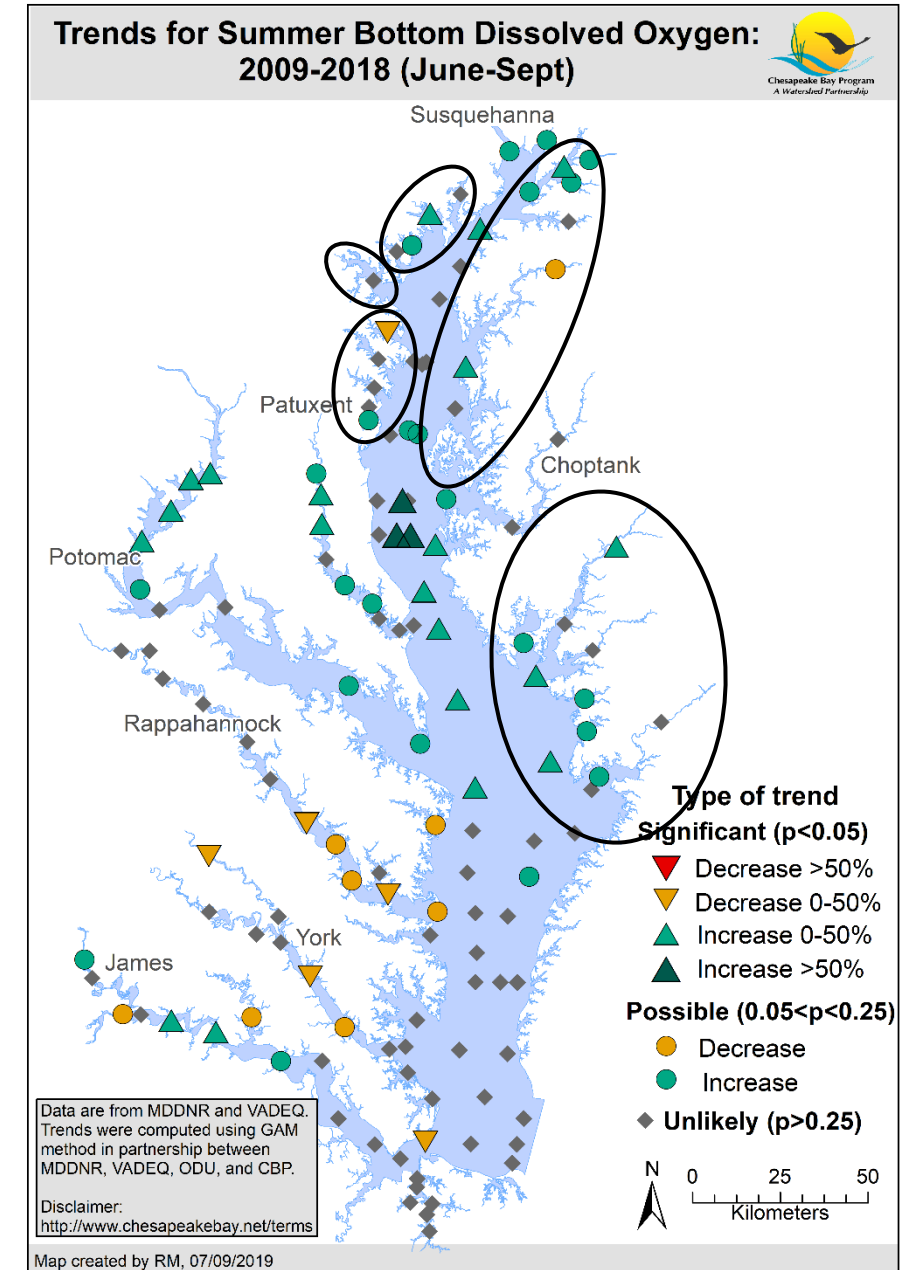 Trends for Summer Bottom Dissolved Oxygen:
2009-2018 (June-Sept)
Chesapeake Bay Program
A Watershed Partnership
Susquehanna
Patuxent
Choptank
Potomac
Rappahannock
York
James
Type of trend
Significant (p<0.05)
Decrease >50%
Decrease 0-50%
Increase 0-50%
Increase >50%
Possible (0.05<p<0.25)
Decrease
Increase
Unlikely (p>0.25)
Data are from MDDNR and VADEQ.
Trends were computed using GAM
method in partnership between
MDDNR, VADEQ, ODU, and CBP.
Disclaimer:
http://www.chesapeakebay.net/terms
N
0 25 50
Kilometers
Map created by RM, 07/09/2019